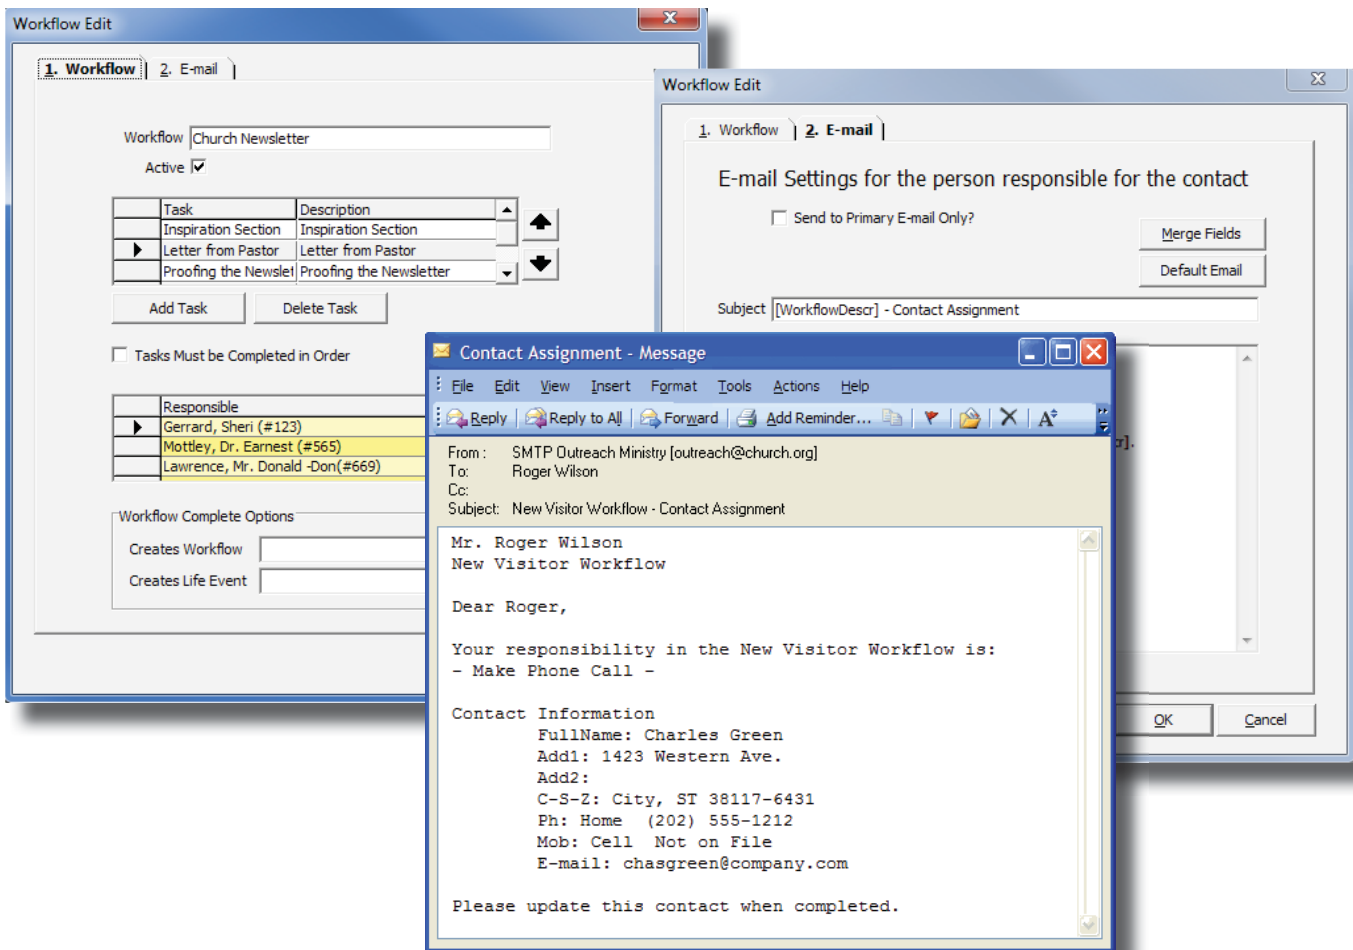 Workflow Edit
1. Workflow
2. E-mail
Workflow Church Newsletter
Active
Task Description
Inspiration Section Inspiration Section
Letter from Pastor Letter from Pastor
Proofing the Newslet Proofing the Newsletter
Add Task
Delete Task
Tasks Must be Completed in Order
Responsible
Gerrard, Sheri (#123)
Mottley, Dr. Earnest (#565)
Lawrence, Mr. Donald -Don(#669)
Workflow Complete Options
Creates Workflow
Creates Life Event
Workflow Edit
1. Workflow
2. E-mail
E-mail Settings for the person responsible for the contact
Send to Primary E-mail Only?
Merge Fields
Default Email
Subject [WorkflowDescr] - Contact Assignment
OK
Cancel
Contact Assignment - Message
File Edit View Insert Format Tools Actions Help
Reply Reply to All Forward Add Reminder... A
From: SMTP Outreach Ministry [outreach@church.org]
To: Roger Wilson
Cc:
Subject: New Visitor Workflow - Contact Assignment
Mr. Roger Wilson
New Visitor Workflow
Dear Roger,
Your responsibility in the New Visitor Workflow is:
- Make Phone Call -
Contact Information
FullName: Charles Green
Add1: 1423 Western Ave.
Add2:
C-S-Z: City, ST 38117-6431
Ph: Home (202) 555-1212
Mob: Cell Not on File
E-mail: chasgreen@company.com
Please update this contact when completed.